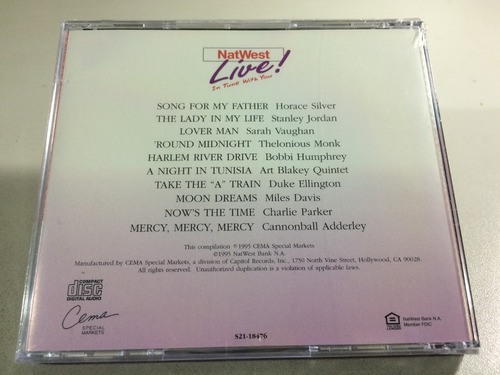 NatWest
Live!
In Tune With You
SONG FOR MY FATHER Horace Silver
THE LADY IN MY LIFE Stanley Jordan
LOVER MAN Sarah Vaughan
'ROUND MIDNIGHT Thelonious Monk
HARLEM RIVER DRIVE Bobbi Humphrey
A NIGHT IN TUNISIA Art Blakey Quintet
TAKE THE "A" TRAIN Duke Ellington
MOON DREAMS Miles Davis
NOW'S THE TIME Charlie Parker
MERCY, MERCY, MERCY Cannonball Adderley
This compilation ℗1995 CEMA Special Markets
©1995 NatWest Bank N.A.
Manufactured by CEMA Special Markets, a division of Capitol Records, Inc., 1750 North Vine Street, Hollywood, CA 90028.
All rights reserved. Unauthorized duplication is a violation of applicable laws.
COMPACT
disc
DIGITAL AUDIO
Cema
SPECIAL
MARKETS
S21-18476
NatWest Bank N.A.
Member FDIC